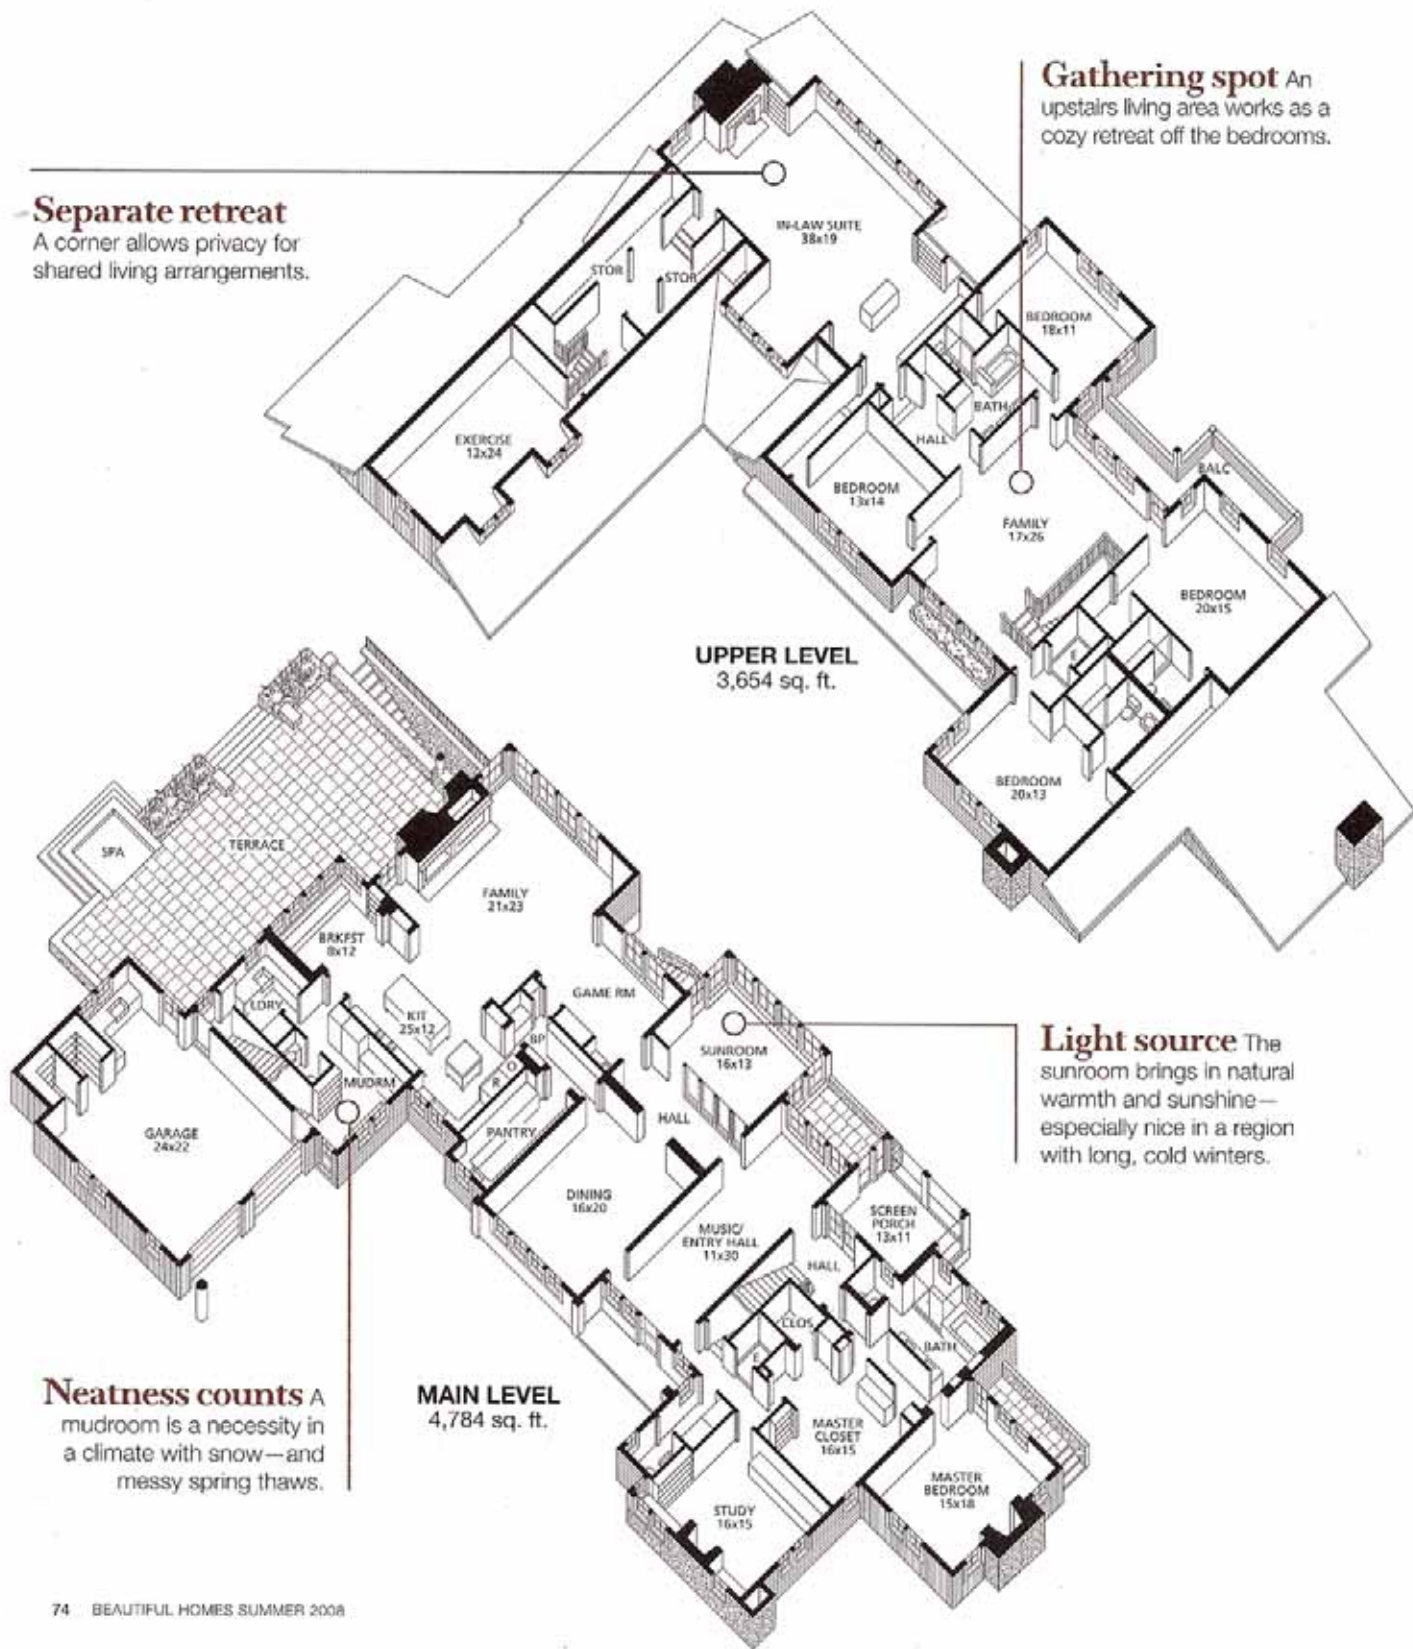 Gathering spot An
upstairs living area works as a
cozy retreat off the bedrooms.
Separate retreat
A corner allows privacy for
shared living arrangements.
IN-LAW SUITE
38x19
STOR
STOR
BEDROOM
18x11
BATH
HALL
EXERCISE
12x24
BEDROOM
13x14
BALC
FAMILY
17x26
BEDROOM
20x15
UPPER LEVEL
3,654 sq. ft.
BEDROOM
20x13
SPA
TERRACE
FAMILY
21x23
BRKFST
8x12
LDRY
KIT
25x12
GAME RM
BP
O
R
SUNROOM
16x13
Light source The
sunroom brings in natural
warmth and sunshine—
especially nice in a region
with long, cold winters.
MUDRM
GARAGE
24x22
PANTRY
HALL
DINING
16x20
MUSIC/
ENTRY HALL
11x30
SCREEN
PORCH
13x11
HALL
CLOS
E
BATH
Neatness counts A
mudroom is a necessity in
a climate with snow—and
messy spring thaws.
MAIN LEVEL
4,784 sq. ft.
MASTER
CLOSET
16x15
MASTER
BEDROOM
15x18
STUDY
16x15
74 BEAUTIFUL HOMES SUMMER 2008